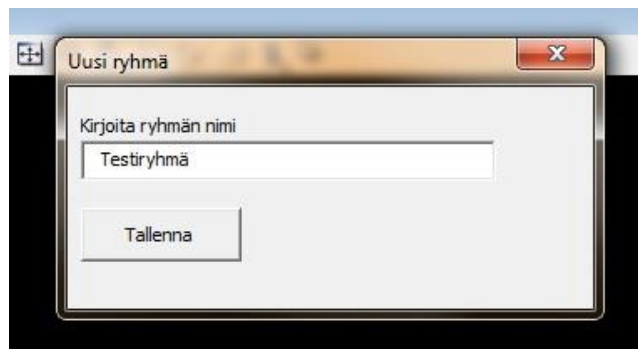 Uusi ryhmä
Kirjoita ryhmän nimi
Testiryhmä
Tallenna